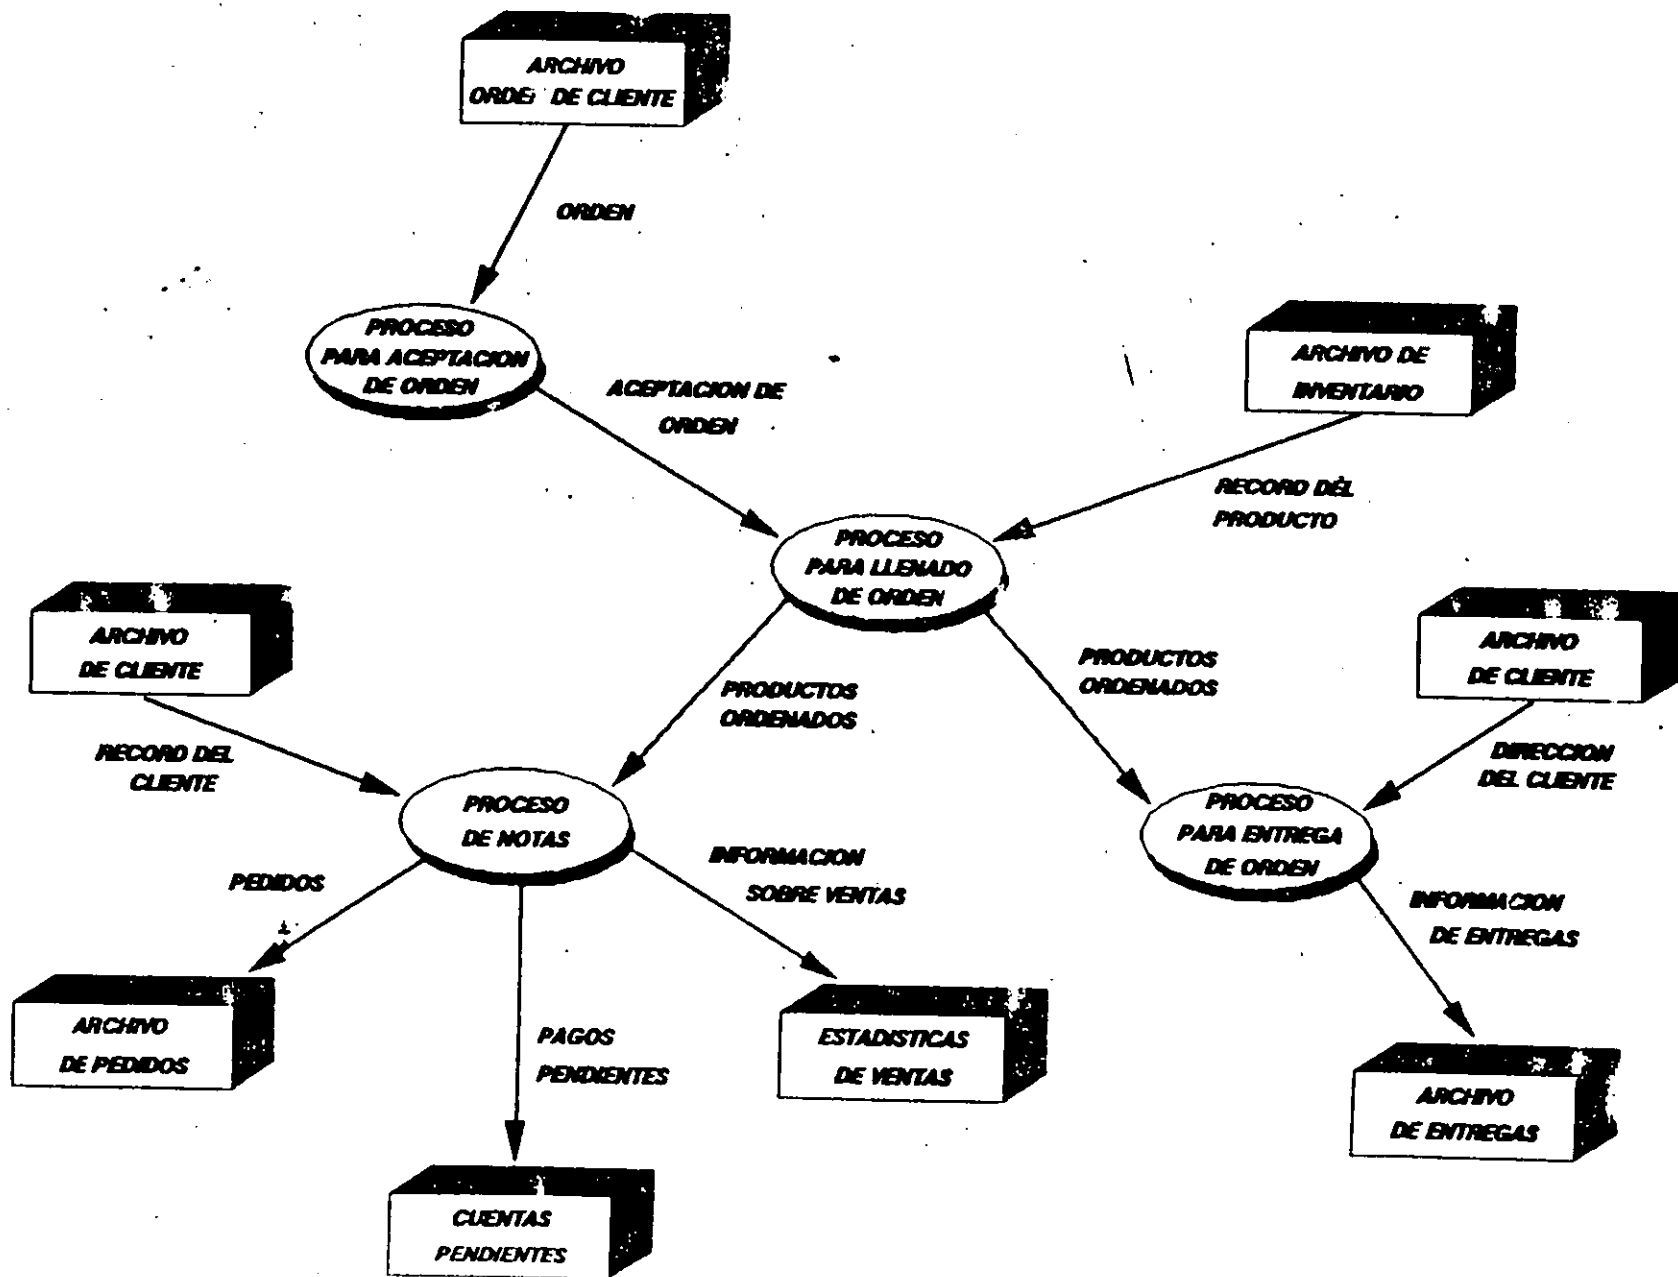 ARCHIVO
DE CLIENTE
ORDEN
PROCESO
PARA ACEPTACION
DE ORDEN
ACEPTACION DE
ORDEN
ARCHIVO DE
INVENTARIO
RECORD DEL
PRODUCTO
PROCESO
PARA LLENADO
DE ORDEN
ARCHIVO
DE CLIENTE
RECORD DEL
CLIENTE
PRODUCTOS
ORDENADOS
PRODUCTOS
ORDENADOS
ARCHIVO
DE CLIENTE
DIRECCION
DEL CLIENTE
PROCESO
DE NOTAS
PROCESO
PARA ENTREGA
DE ORDEN
PEDIDOS
INFORMACION
SOBRE VENTAS
INFORMACION
DE ENTREGAS
ARCHIVO
DE PEDIDOS
PAGOS
PENDIENTES
ESTADISTICAS
DE VENTAS
ARCHIVO
DE ENTREGAS
CUENTAS
PENDIENTES